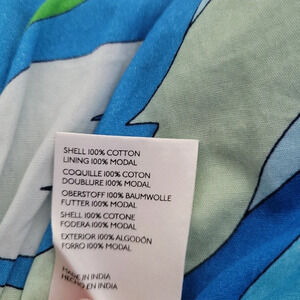 SHELL 100% COTTON
LINING 100% MODAL
COQUILLE 100% COTON
DOUBLURE 100% MODAL
OBERSTOFF 100% BAUMWOLLE
FUTTER 100% MODAL
SHELL 100% COTONE
FODERA 100% MODAL
EXTERIOR 100% ALGODÓN
FORRO 100% MODAL
MADE IN INDIA
HECHO EN INDIA